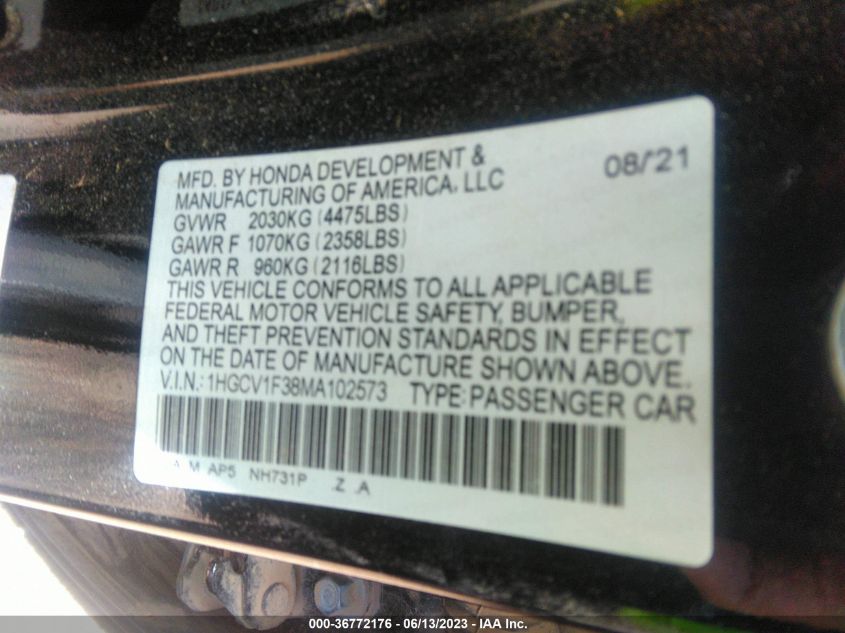 MFD. BY HONDA DEVELOPMENT & 08/'21
MANUFACTURING OF AMERICA, LLC
GVWR 2030KG (4475LBS)
GAWR F 1070KG (2358LBS)
GAWR R 960KG (2116LBS)
THIS VEHICLE CONFORMS TO ALL APPLICABLE
FEDERAL MOTOR VEHICLE SAFETY, BUMPER,
AND THEFT PREVENTION STANDARDS IN EFFECT
ON THE DATE OF MANUFACTURE SHOWN ABOVE.
V.I.N.: 1HGCV1F38MA102573 TYPE: PASSENGER CAR
A M AP5 NH731P Z .A
000-36772176 - 06/13/2023 - IAA Inc.